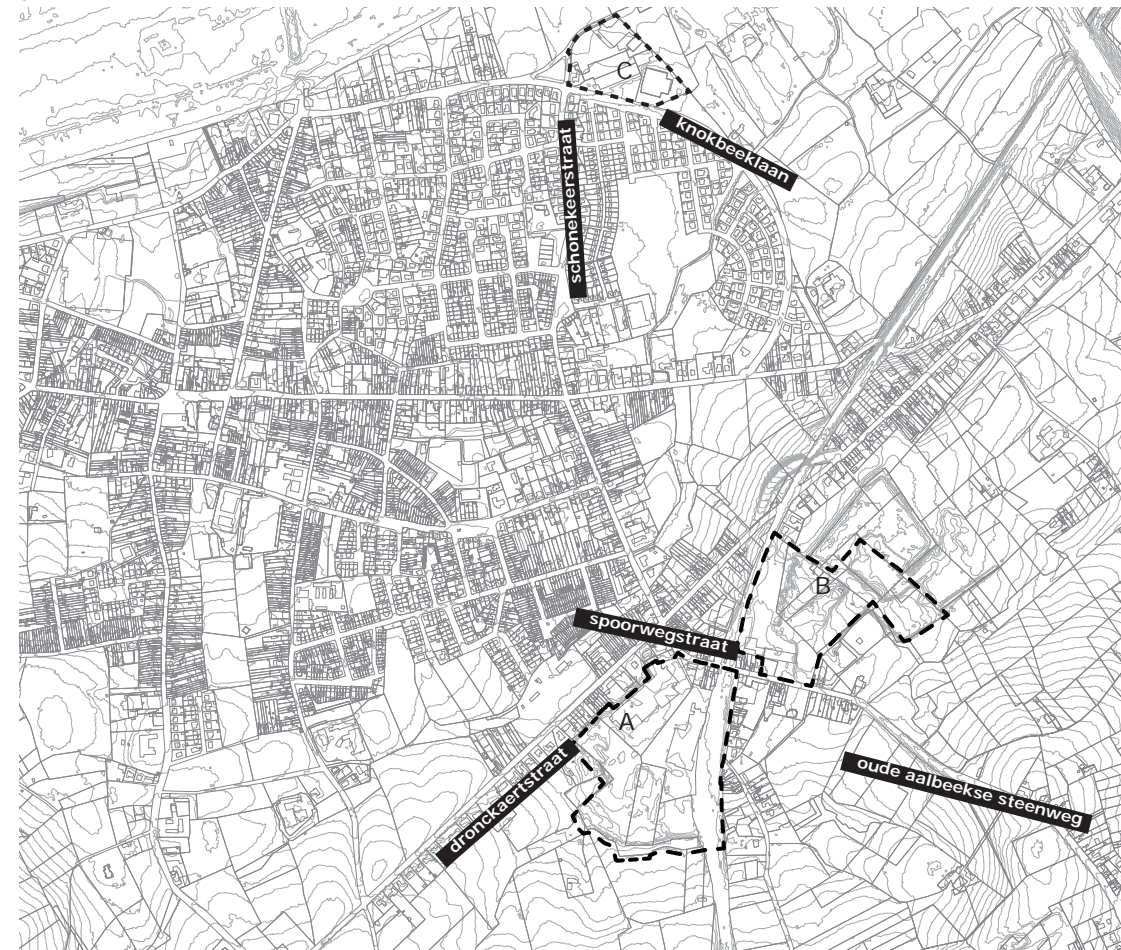 C
knokbeeklaan
schonekeerstraat
B
spoorwegstraat
A
dronckaertstraat
oude aalbeekse steenweg